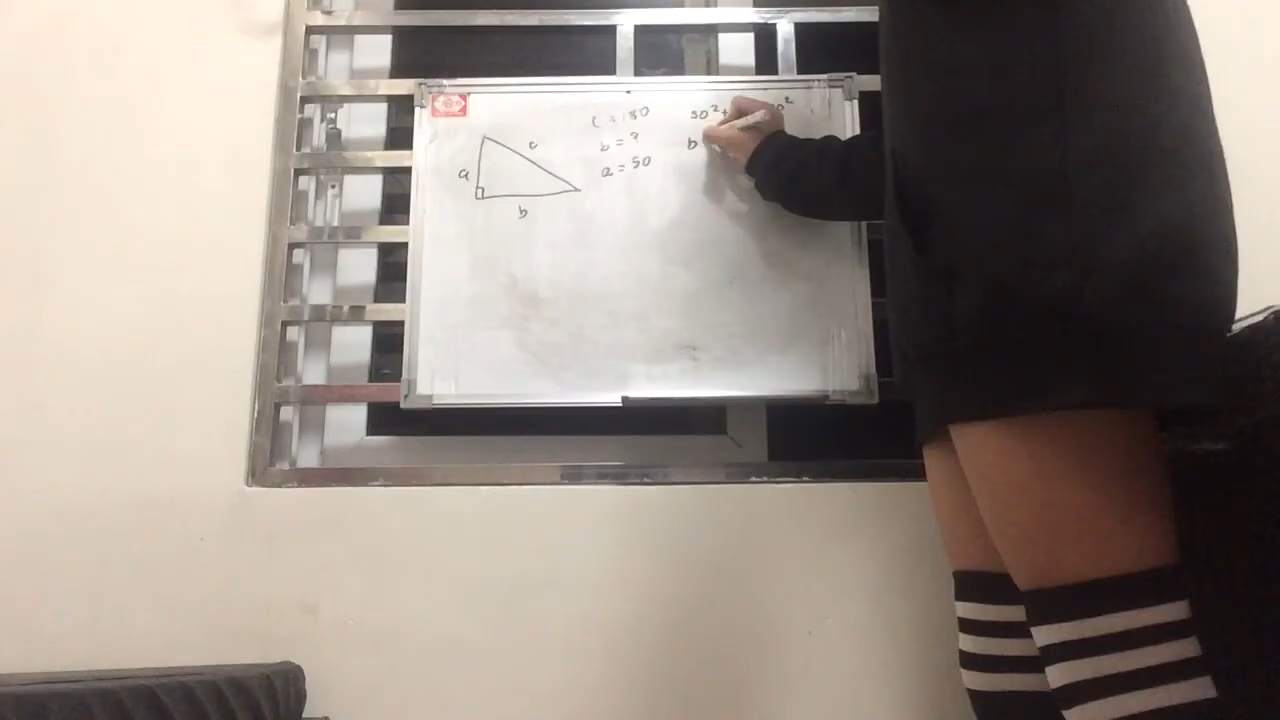 c = 180
b = ?
a = 50
50²+
b
a
c
b